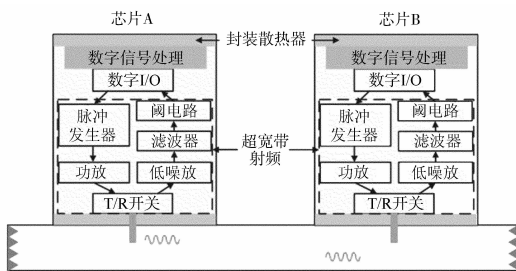 芯片A
芯片B
封装散热器
数字信号处理
数字I/O
脉冲
发生器
阈电路
滤波器
功放
低噪放
T/R开关
超宽带
射频
数字信号处理
数字I/O
脉冲
发生器
阈电路
滤波器
功放
低噪放
T/R开关